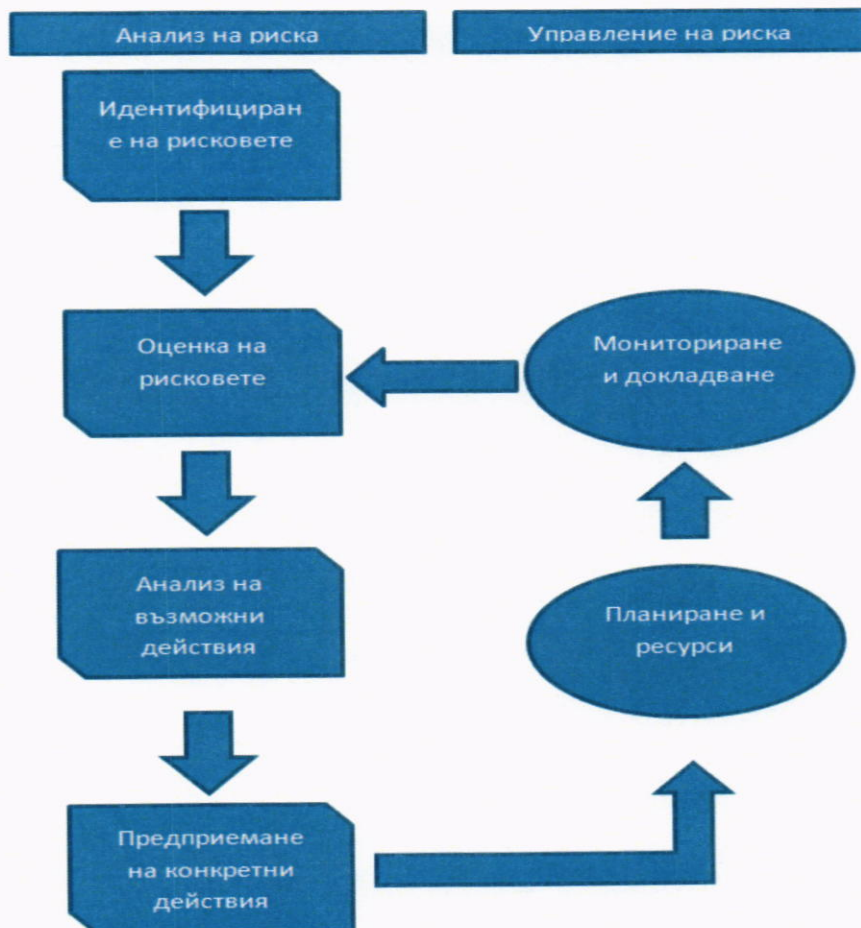 Анализ на риска
Управление на риска
Идентифициран
е на рисковете
Оценка на
рисковете
Анализ на
възможни
действия
Предприемане
на конкретни
действия
Планиране и
ресурси
Мониториране
и докладване